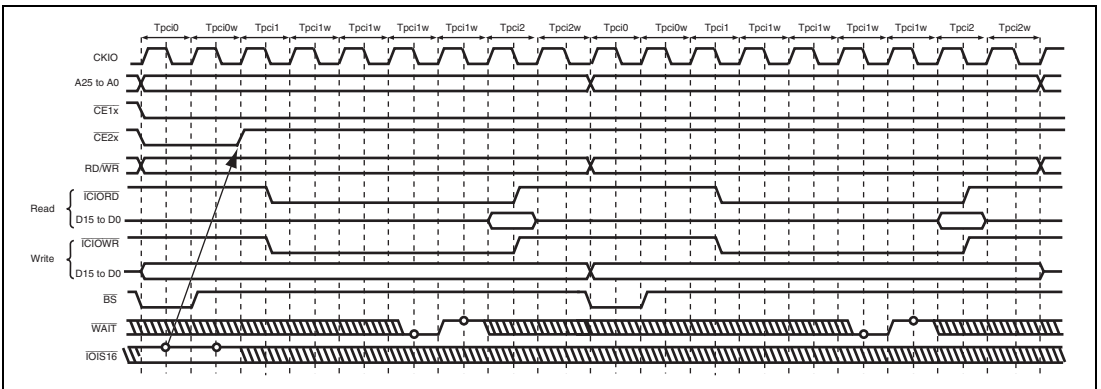 Tpci0 Tpci0w Tpci1 Tpci1w Tpci1w Tpci1w Tpci1w Tpci2 Tpci2w Tpci0 Tpci0w Tpci1 Tpci1w Tpci1w Tpci1w Tpci1w Tpci2 Tpci2w
CKIO
A25 to A0
CE1x
CE2x
RD/WR
ICIORD
Read
D15 to D0
ICIOWR
Write
D15 to D0
BS
WAIT
IOIS16